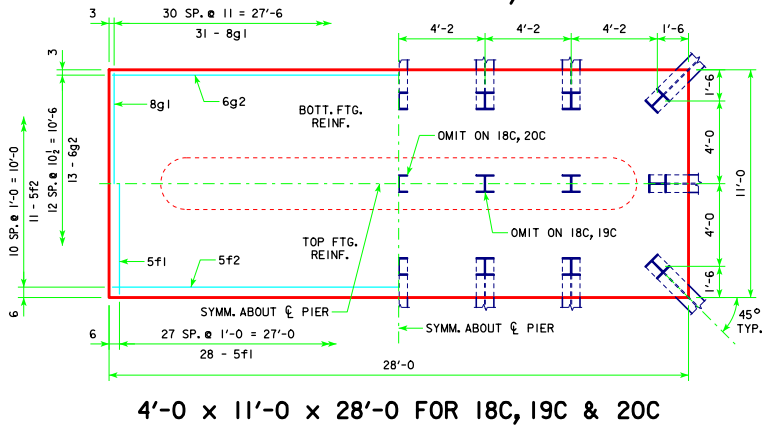 3
30 SP. @ 11 = 27'-6
31 - 8g1
4'-2
4'-2
4'-2
1'-6
3
8g1
6g2
BOTT. FTG.
REINF.
1'-6
OMIT ON 18C, 20C
4'-0
10 SP. @ 1'-0 = 10'-0
11 - 5f2
12 SP. @ 10 1/2 = 10'-6
13 - 6g2
11'-0
OMIT ON 18C, 19C
TOP FTG.
REINF.
4'-0
5f1
5f2
1'-6
6
SYMM. ABOUT ℄ PIER
SYMM. ABOUT ℄ PIER
45°
TYP.
6
27 SP. @ 1'-0 = 27'-0
28 - 5f1
28'-0
4'-0 x 11'-0 x 28'-0 FOR 18C, 19C & 20C